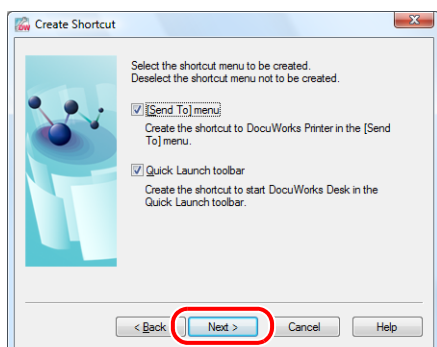 Create Shortcut
Select the shortcut menu to be created.
Deselect the shortcut menu not to be created.
[Send To] menu
Create the shortcut to DocuWorks Printer in the [Send
To] menu.
Quick Launch toolbar
Create the shortcut to start DocuWorks Desk in the
Quick Launch toolbar.
< Back Next > Cancel Help